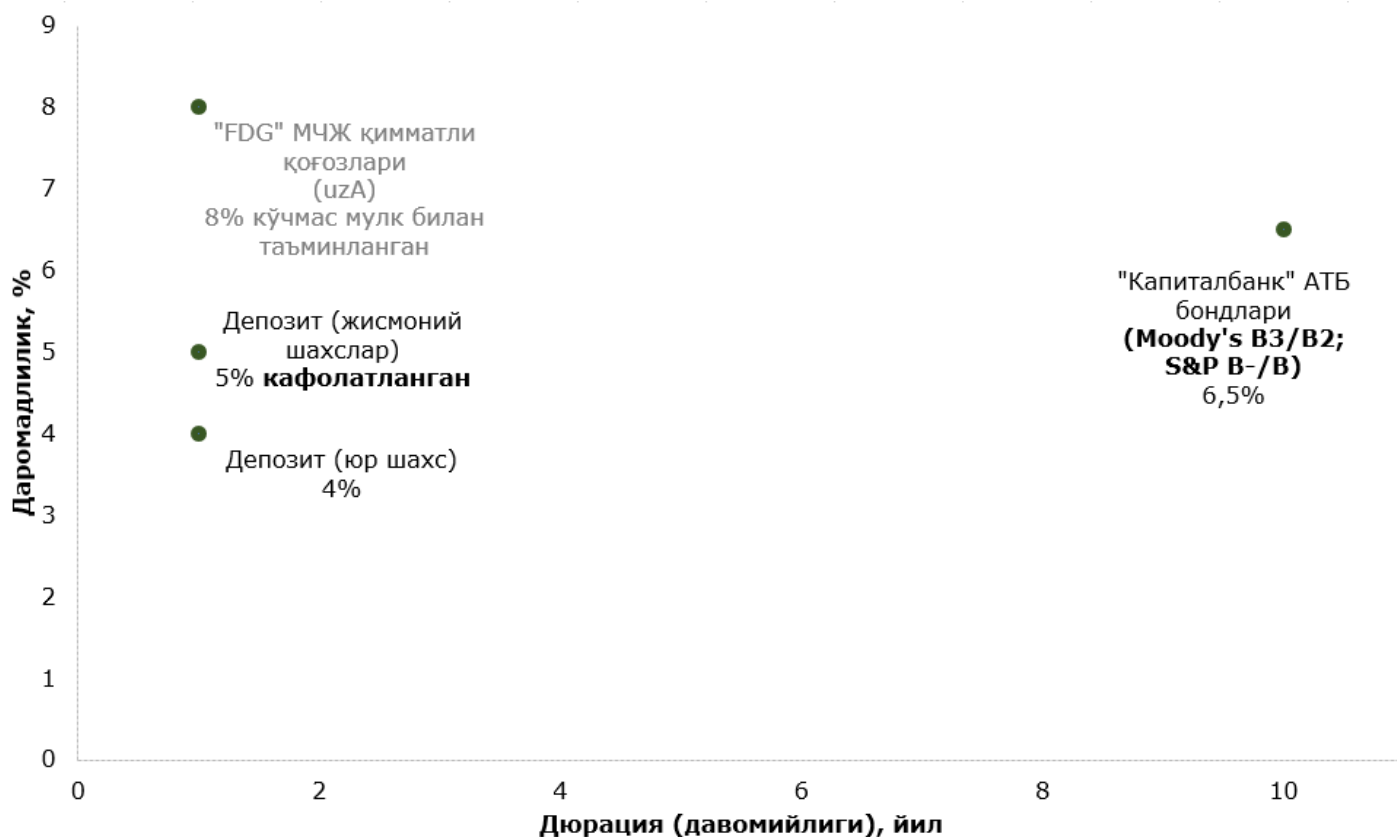 9
8
"FDG" МЧЖ қимматли
қоғозлари
(uzA)
8% кўчмас мулк билан
таъминланган
7
6
"Капиталбанк" АТБ
бондлари
(Moody's B3/B2;
S&P B-/B)
6,5%
Депозит (жисмоний
шахслар)
5% кафолатланган
5
4
Депозит (юр шахс)
4%
3
2
1
0
Даромадлилик, %
0 2 4 6 8 10
Дюрация (давомийлиги), йил